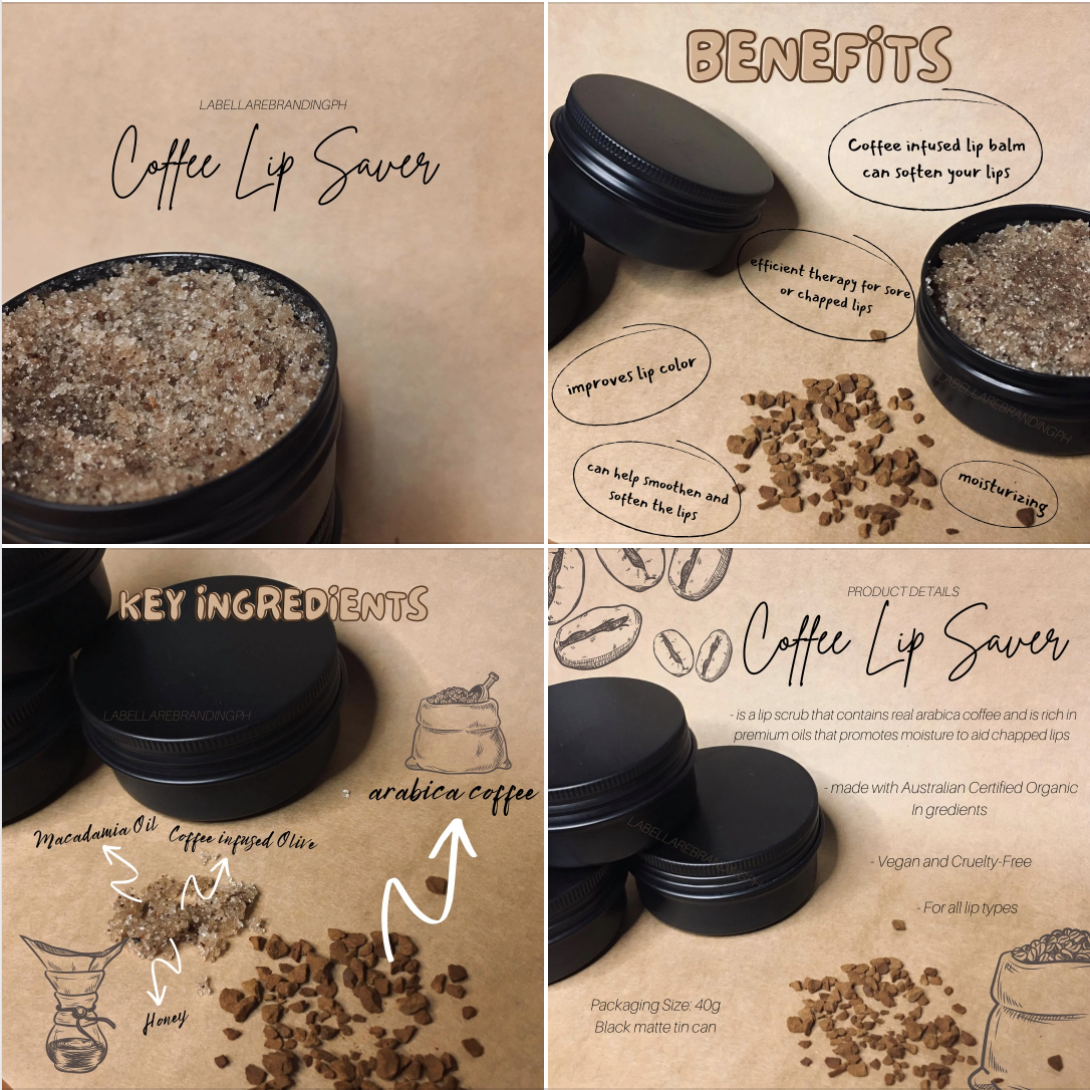 LABELLAREBRANDINGPH
Coffee Lip Saver
BENEFITS
Coffee infused lip balm
can soften your lips
efficient therapy for sore
or chapped lips
improves lip color
can help smoothen and
soften the lips
moisturizing
LABELLAREBRANDINGPH
KEY INGREDIENTS
LABELLAREBRANDINGPH
arabica coffee
Macadamia Oil
Coffee infused Olive
Honey
PRODUCT DETAILS
Coffee Lip Saver
- is a lip scrub that contains real arabica coffee and is rich in
premium oils that promotes moisture to aid chapped lips
- made with Australian Certified Organic
In gredients
- Vegan and Cruelty-Free
- For all lip types
LABELLAREBRANDINGPH
Packaging Size: 40g
Black matte tin can